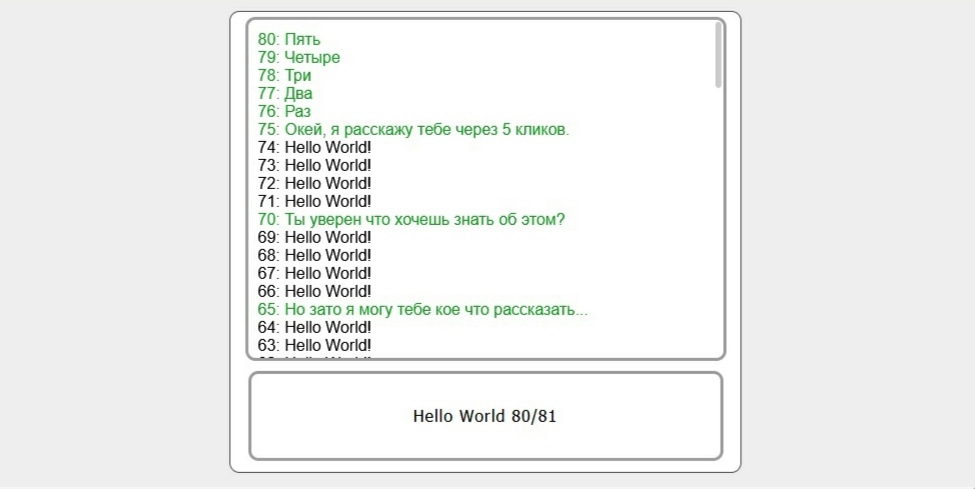 80: Пять
79: Четыре
78: Три
77: Два
76: Раз
75: Окей, я расскажу тебе через 5 кликов.
74: Hello World!
73: Hello World!
72: Hello World!
71: Hello World!
70: Ты уверен что хочешь знать об этом?
69: Hello World!
68: Hello World!
67: Hello World!
66: Hello World!
65: Но зато я могу тебе кое что рассказать...
64: Hello World!
63: Hello World!
Hello World 80/81